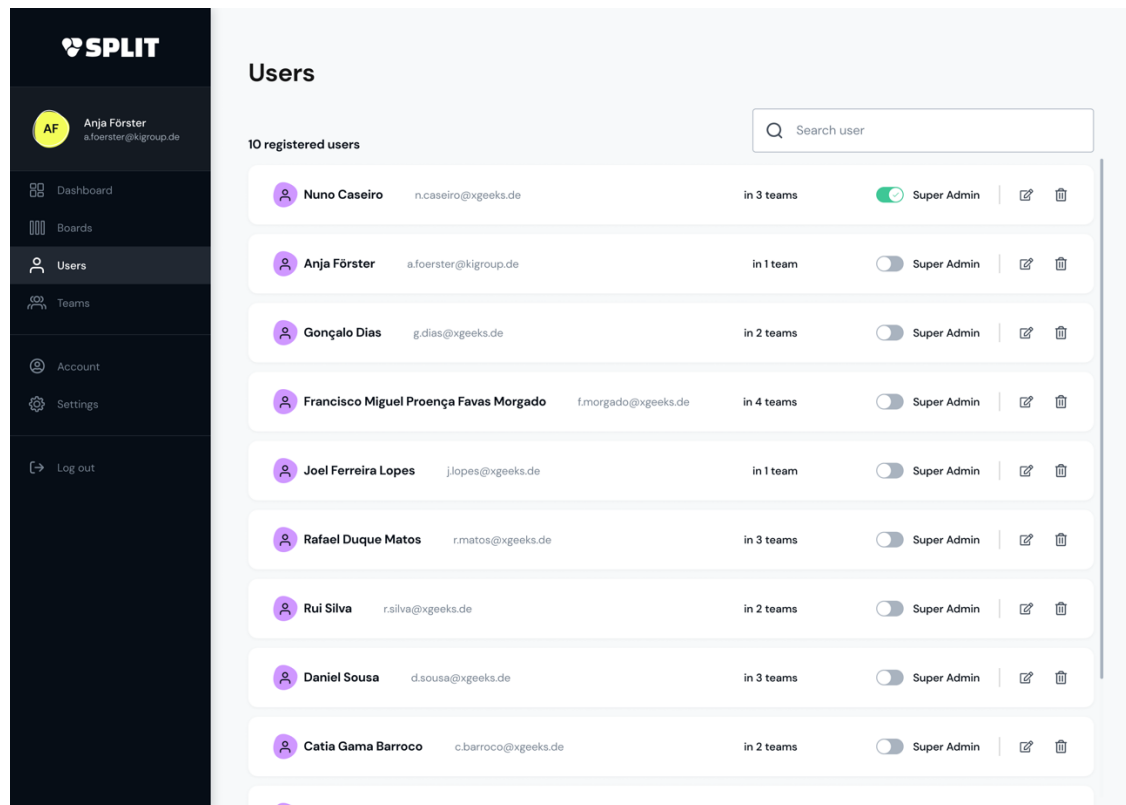 SPLIT
AF
Anja Förster
a.foerster@kigroup.de
Dashboard
Boards
Users
Teams
Account
Settings
Log out
Users
10 registered users
Search user
Nuno Caseiro n.caseiro@xgeeks.de in 3 teams Super Admin
Anja Förster a.foerster@kigroup.de in 1 team Super Admin
Gonçalo Dias g.dias@xgeeks.de in 2 teams Super Admin
Francisco Miguel Proença Favas Morgado f.morgado@xgeeks.de in 4 teams Super Admin
Joel Ferreira Lopes j.lopes@xgeeks.de in 1 team Super Admin
Rafael Duque Matos r.matos@xgeeks.de in 3 teams Super Admin
Rui Silva r.silva@xgeeks.de in 2 teams Super Admin
Daniel Sousa d.sousa@xgeeks.de in 3 teams Super Admin
Catia Gama Barroco c.barroco@xgeeks.de in 2 teams Super Admin